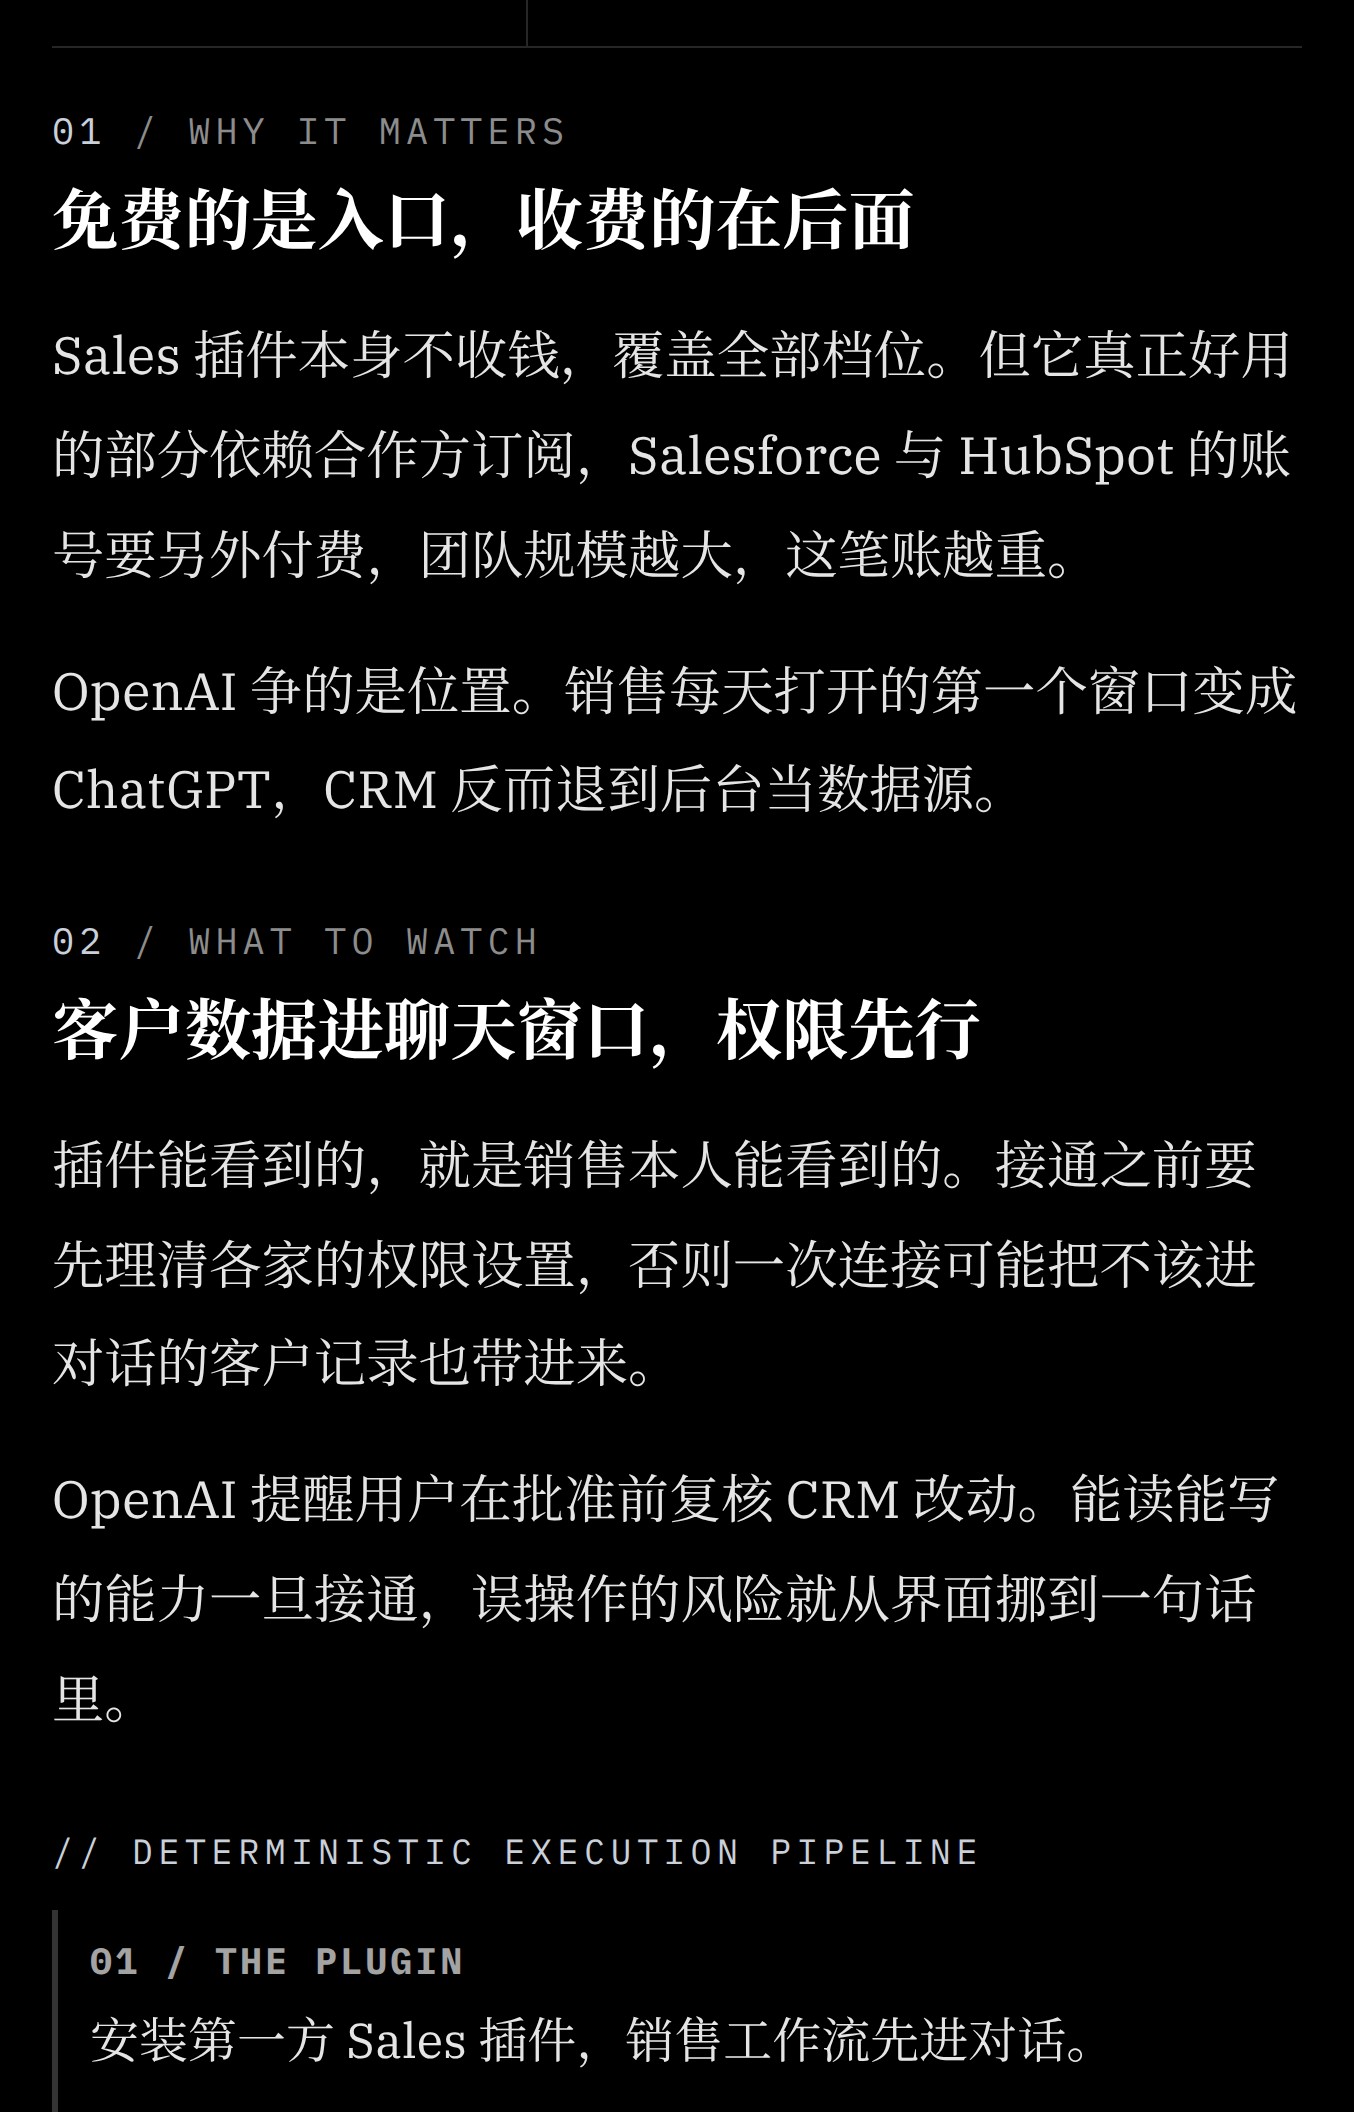 01 / WHY IT MATTERS
免费的是入口，收费的在后面
Sales 插件本身不收钱，覆盖全部档位。但它真正好用
的部分依赖合作方订阅，Salesforce 与 HubSpot 的账
号要另外付费，团队规模越大，这笔账越重。
OpenAI 争的是位置。销售每天打开的第一个窗口变成
ChatGPT，CRM 反而退到后台当数据源。
02 / WHAT TO WATCH
客户数据进聊天窗口，权限先行
插件能看到的，就是销售本人能看到的。接通之前要
先理清各家的权限设置，否则一次连接可能把不该进
对话的客户记录也带进来。
OpenAI 提醒用户在批准前复核 CRM 改动。能读能写
的能力一旦接通，误操作的风险就从界面挪到一句话
里。
// DETERMINISTIC EXECUTION PIPELINE
01 / THE PLUGIN
安装第一方 Sales 插件，销售工作流先进对话。